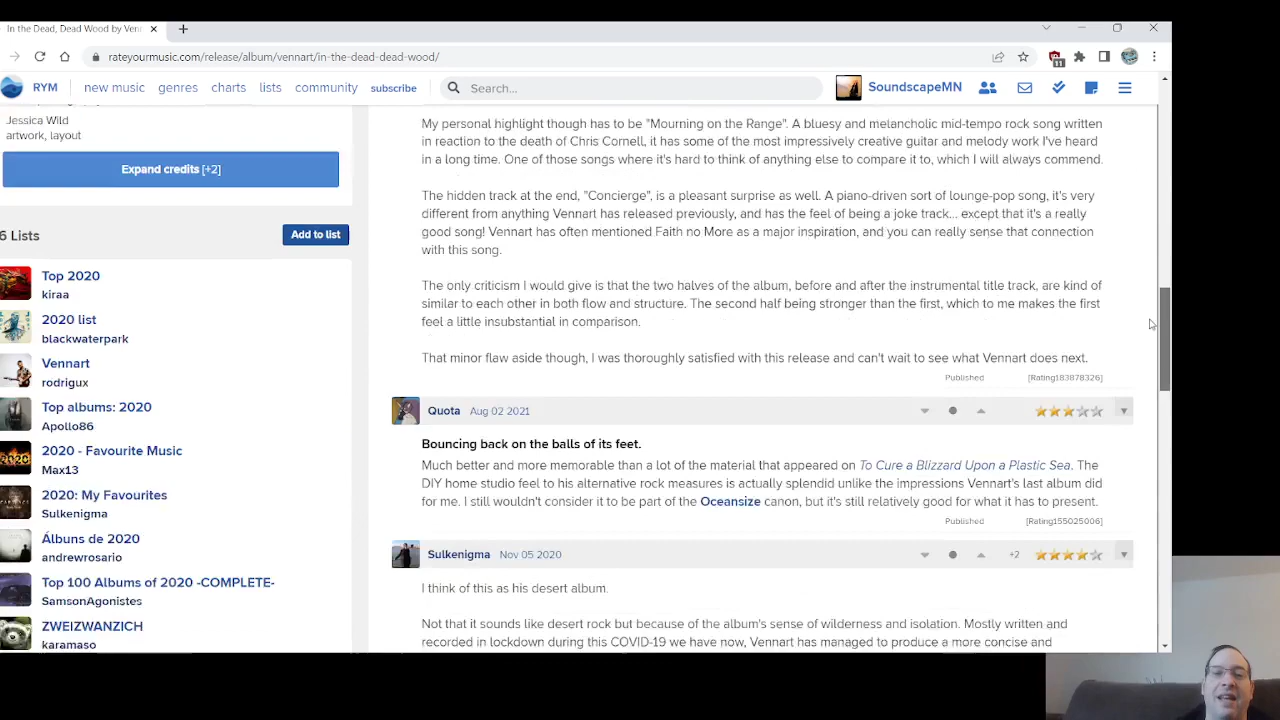 In the Dead, Dead Wood by Venn
rateyourmusic.com/release/album/vennart/in-the-dead-dead-wood/
11
RYM
new music
genres
charts
lists
community
subscribe
Search...
SoundscapeMN
Jessica Wild
artwork, layout
Expand credits [+2]
6 Lists
Add to list
Top 2020
kiraa
2020 list
blackwaterpark
Vennart
rodrigux
Top albums: 2020
Apollo86
2020 - Favourite Music
Max13
2020: My Favourites
Sulkenigma
Álbuns de 2020
andrewrosario
Top 100 Albums of 2020 -COMPLETE-
SamsonAgonistes
ZWEIZWANZICH
karamaso
My personal highlight though has to be "Mourning on the Range". A bluesy and melancholic mid-tempo rock song written
in reaction to the death of Chris Cornell, it has some of the most impressively creative guitar and melody work I've heard
in a long time. One of those songs where it's hard to think of anything else to compare it to, which I will always commend.
The hidden track at the end, "Concierge", is a pleasant surprise as well. A piano-driven sort of lounge-pop song, it's very
different from anything Vennart has released previously, and has the feel of being a joke track... except that it's a really
good song! Vennart has often mentioned Faith no More as a major inspiration, and you can really sense that connection
with this song.
The only criticism I would give is that the two halves of the album, before and after the instrumental title track, are kind of
similar to each other in both flow and structure. The second half being stronger than the first, which to me makes the first
feel a little insubstantial in comparison.
That minor flaw aside though, I was thoroughly satisfied with this release and can't wait to see what Vennart does next.
Published [Rating183878326]
Quota Aug 02 2021
Bouncing back on the balls of its feet.
Much better and more memorable than a lot of the material that appeared on To Cure a Blizzard Upon a Plastic Sea. The
DIY home studio feel to his alternative rock measures is actually splendid unlike the impressions Vennart's last album did
for me. I still wouldn't consider it to be part of the Oceansize canon, but it's still relatively good for what it has to present.
Published [Rating155025006]
Sulkenigma Nov 05 2020 +2
I think of this as his desert album.
Not that it sounds like desert rock but because of the album's sense of wilderness and isolation. Mostly written and
recorded in lockdown during this COVID-19 we have now, Vennart has managed to produce a more concise and